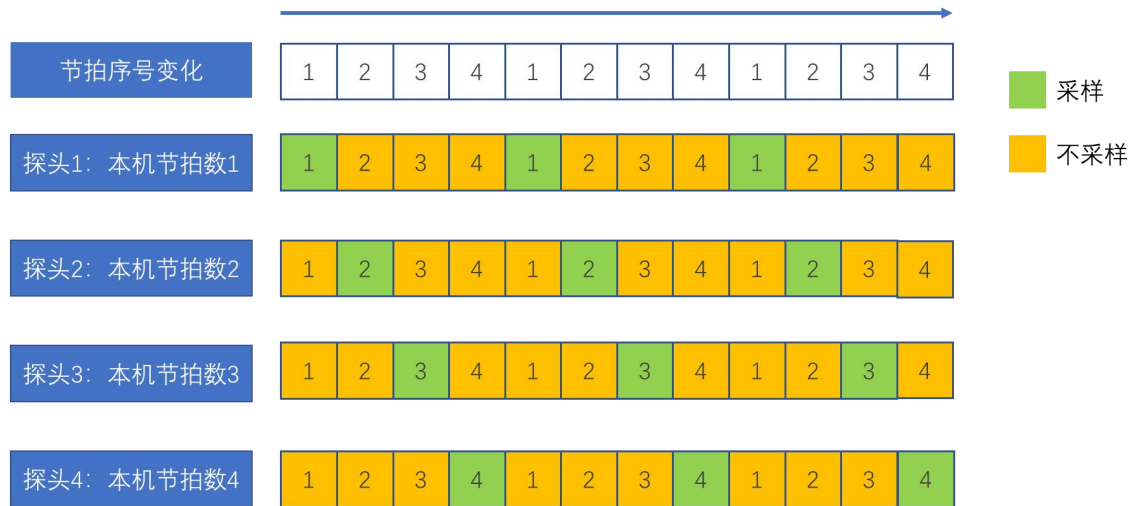 节拍序号变化 1 2 3 4 1 2 3 4 1 2 3 4
采样
探头1：本机节拍数1 1 2 3 4 1 2 3 4 1 2 3 4
不采样
探头2：本机节拍数2 1 2 3 4 1 2 3 4 1 2 3 4
探头3：本机节拍数3 1 2 3 4 1 2 3 4 1 2 3 4
探头4：本机节拍数4 1 2 3 4 1 2 3 4 1 2 3 4